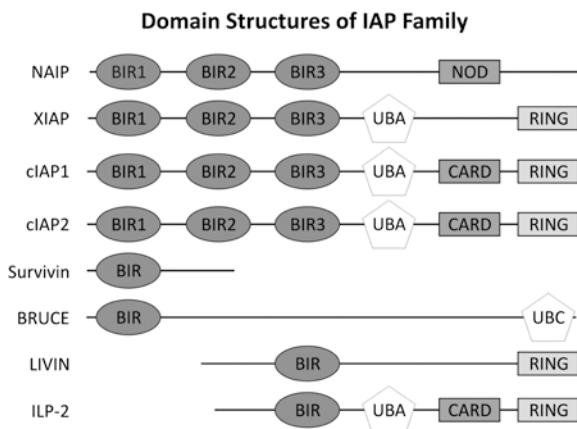 Domain Structures of IAP Family
NAIP BIR1 BIR2 BIR3 NOD
XIAP BIR1 BIR2 BIR3 UBA RING
cIAP1 BIR1 BIR2 BIR3 UBA CARD RING
cIAP2 BIR1 BIR2 BIR3 UBA CARD RING
Survivin BIR
BRUCE BIR UBC
LIVIN BIR RING
ILP-2 BIR UBA CARD RING